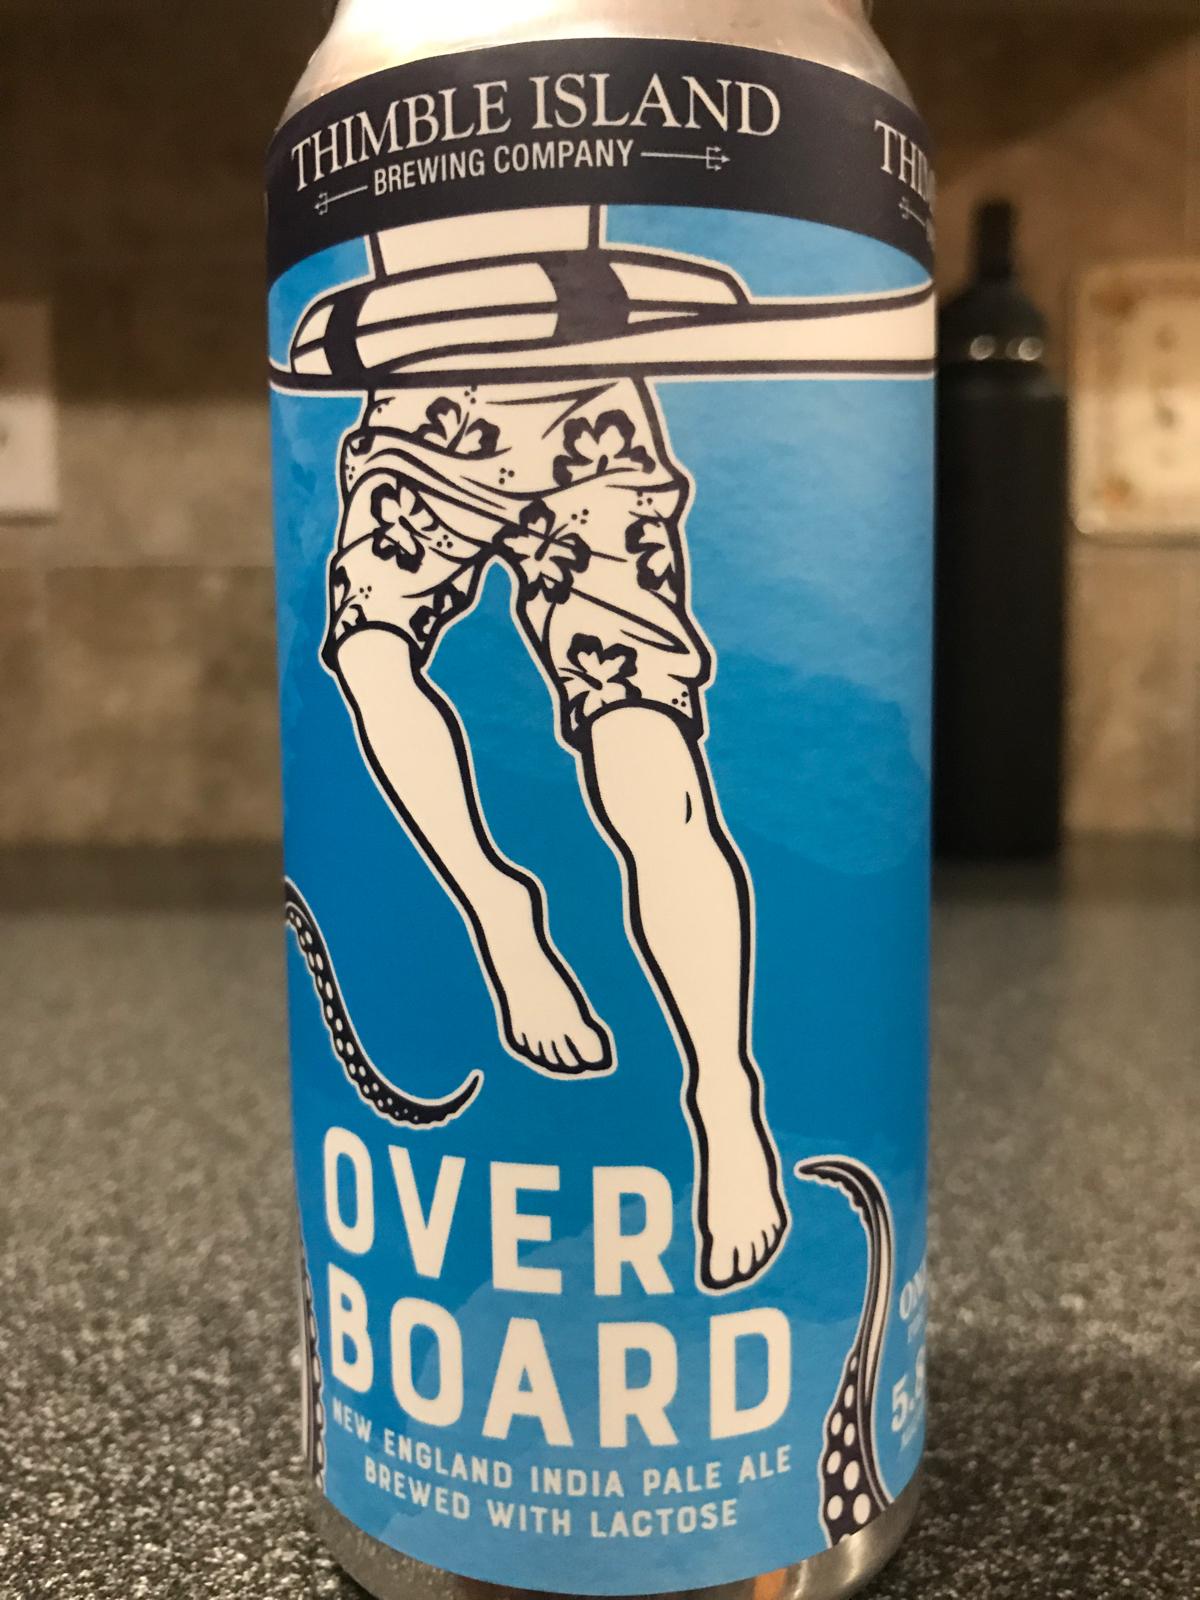 THIMBLE ISLAND
BREWING COMPANY
OVER
BOARD
NEW ENGLAND INDIA PALE ALE
BREWED WITH LACTOSE